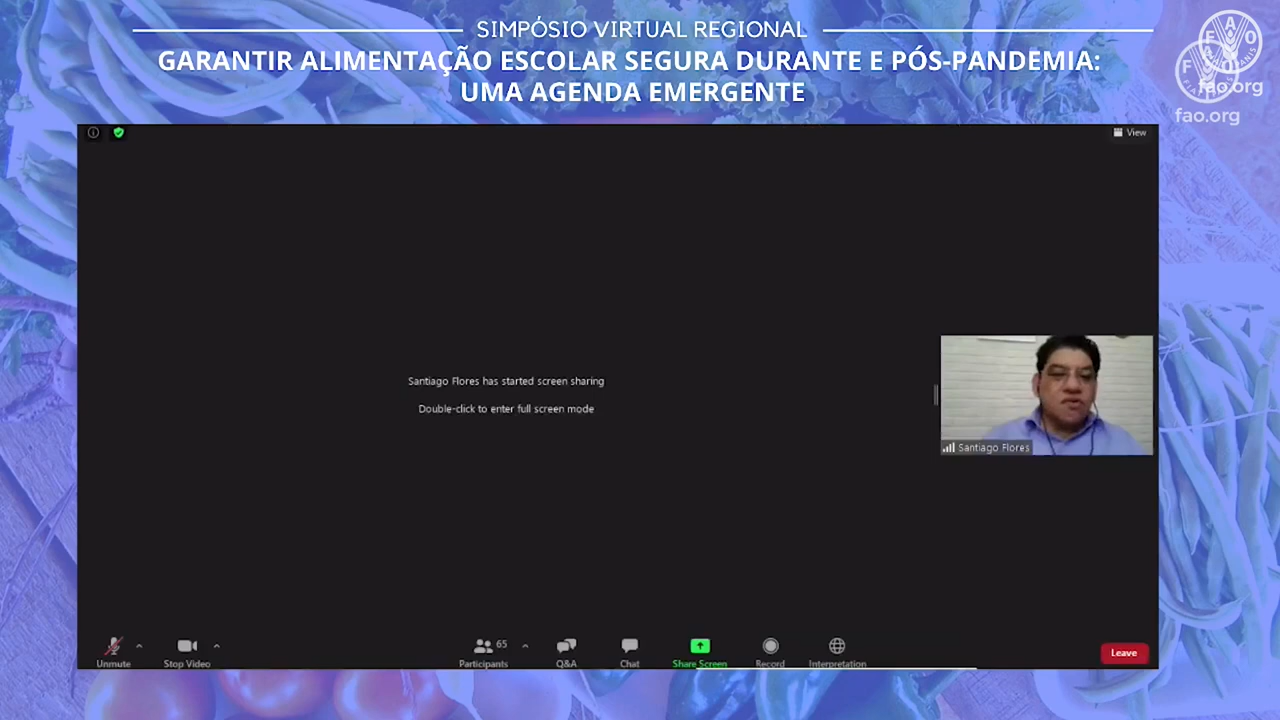 SIMPÓSIO VIRTUAL REGIONAL
GARANTIR ALIMENTAÇÃO ESCOLAR SEGURA DURANTE E PÓS-PANDEMIA:
UMA AGENDA EMERGENTE
fao.org
fao.org
View
Santiago Flores has started screen sharing
Double-click to enter full screen mode
Santiago Flores
65
Unmute
Stop Video
Participants
Q&A
Chat
Share Screen
Record
Interpretation
Leave